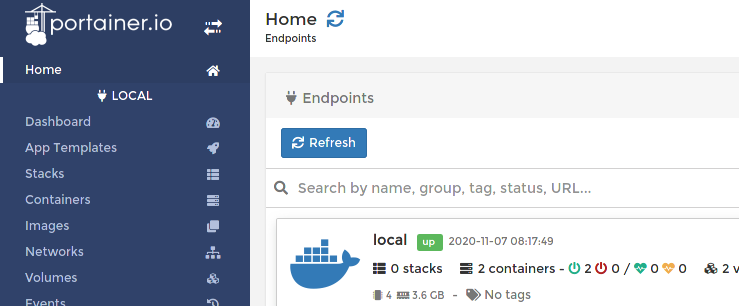 portainer.io
Home
LOCAL
Dashboard
App Templates
Stacks
Containers
Images
Networks
Volumes
Events
Home
Endpoints
Endpoints
Refresh
Search by name, group, tag, status, URL...
local up 2020-11-07 08:17:49
0 stacks 2 containers - 2 0 / 0 0 2 v
4 3.6 GB - No tags